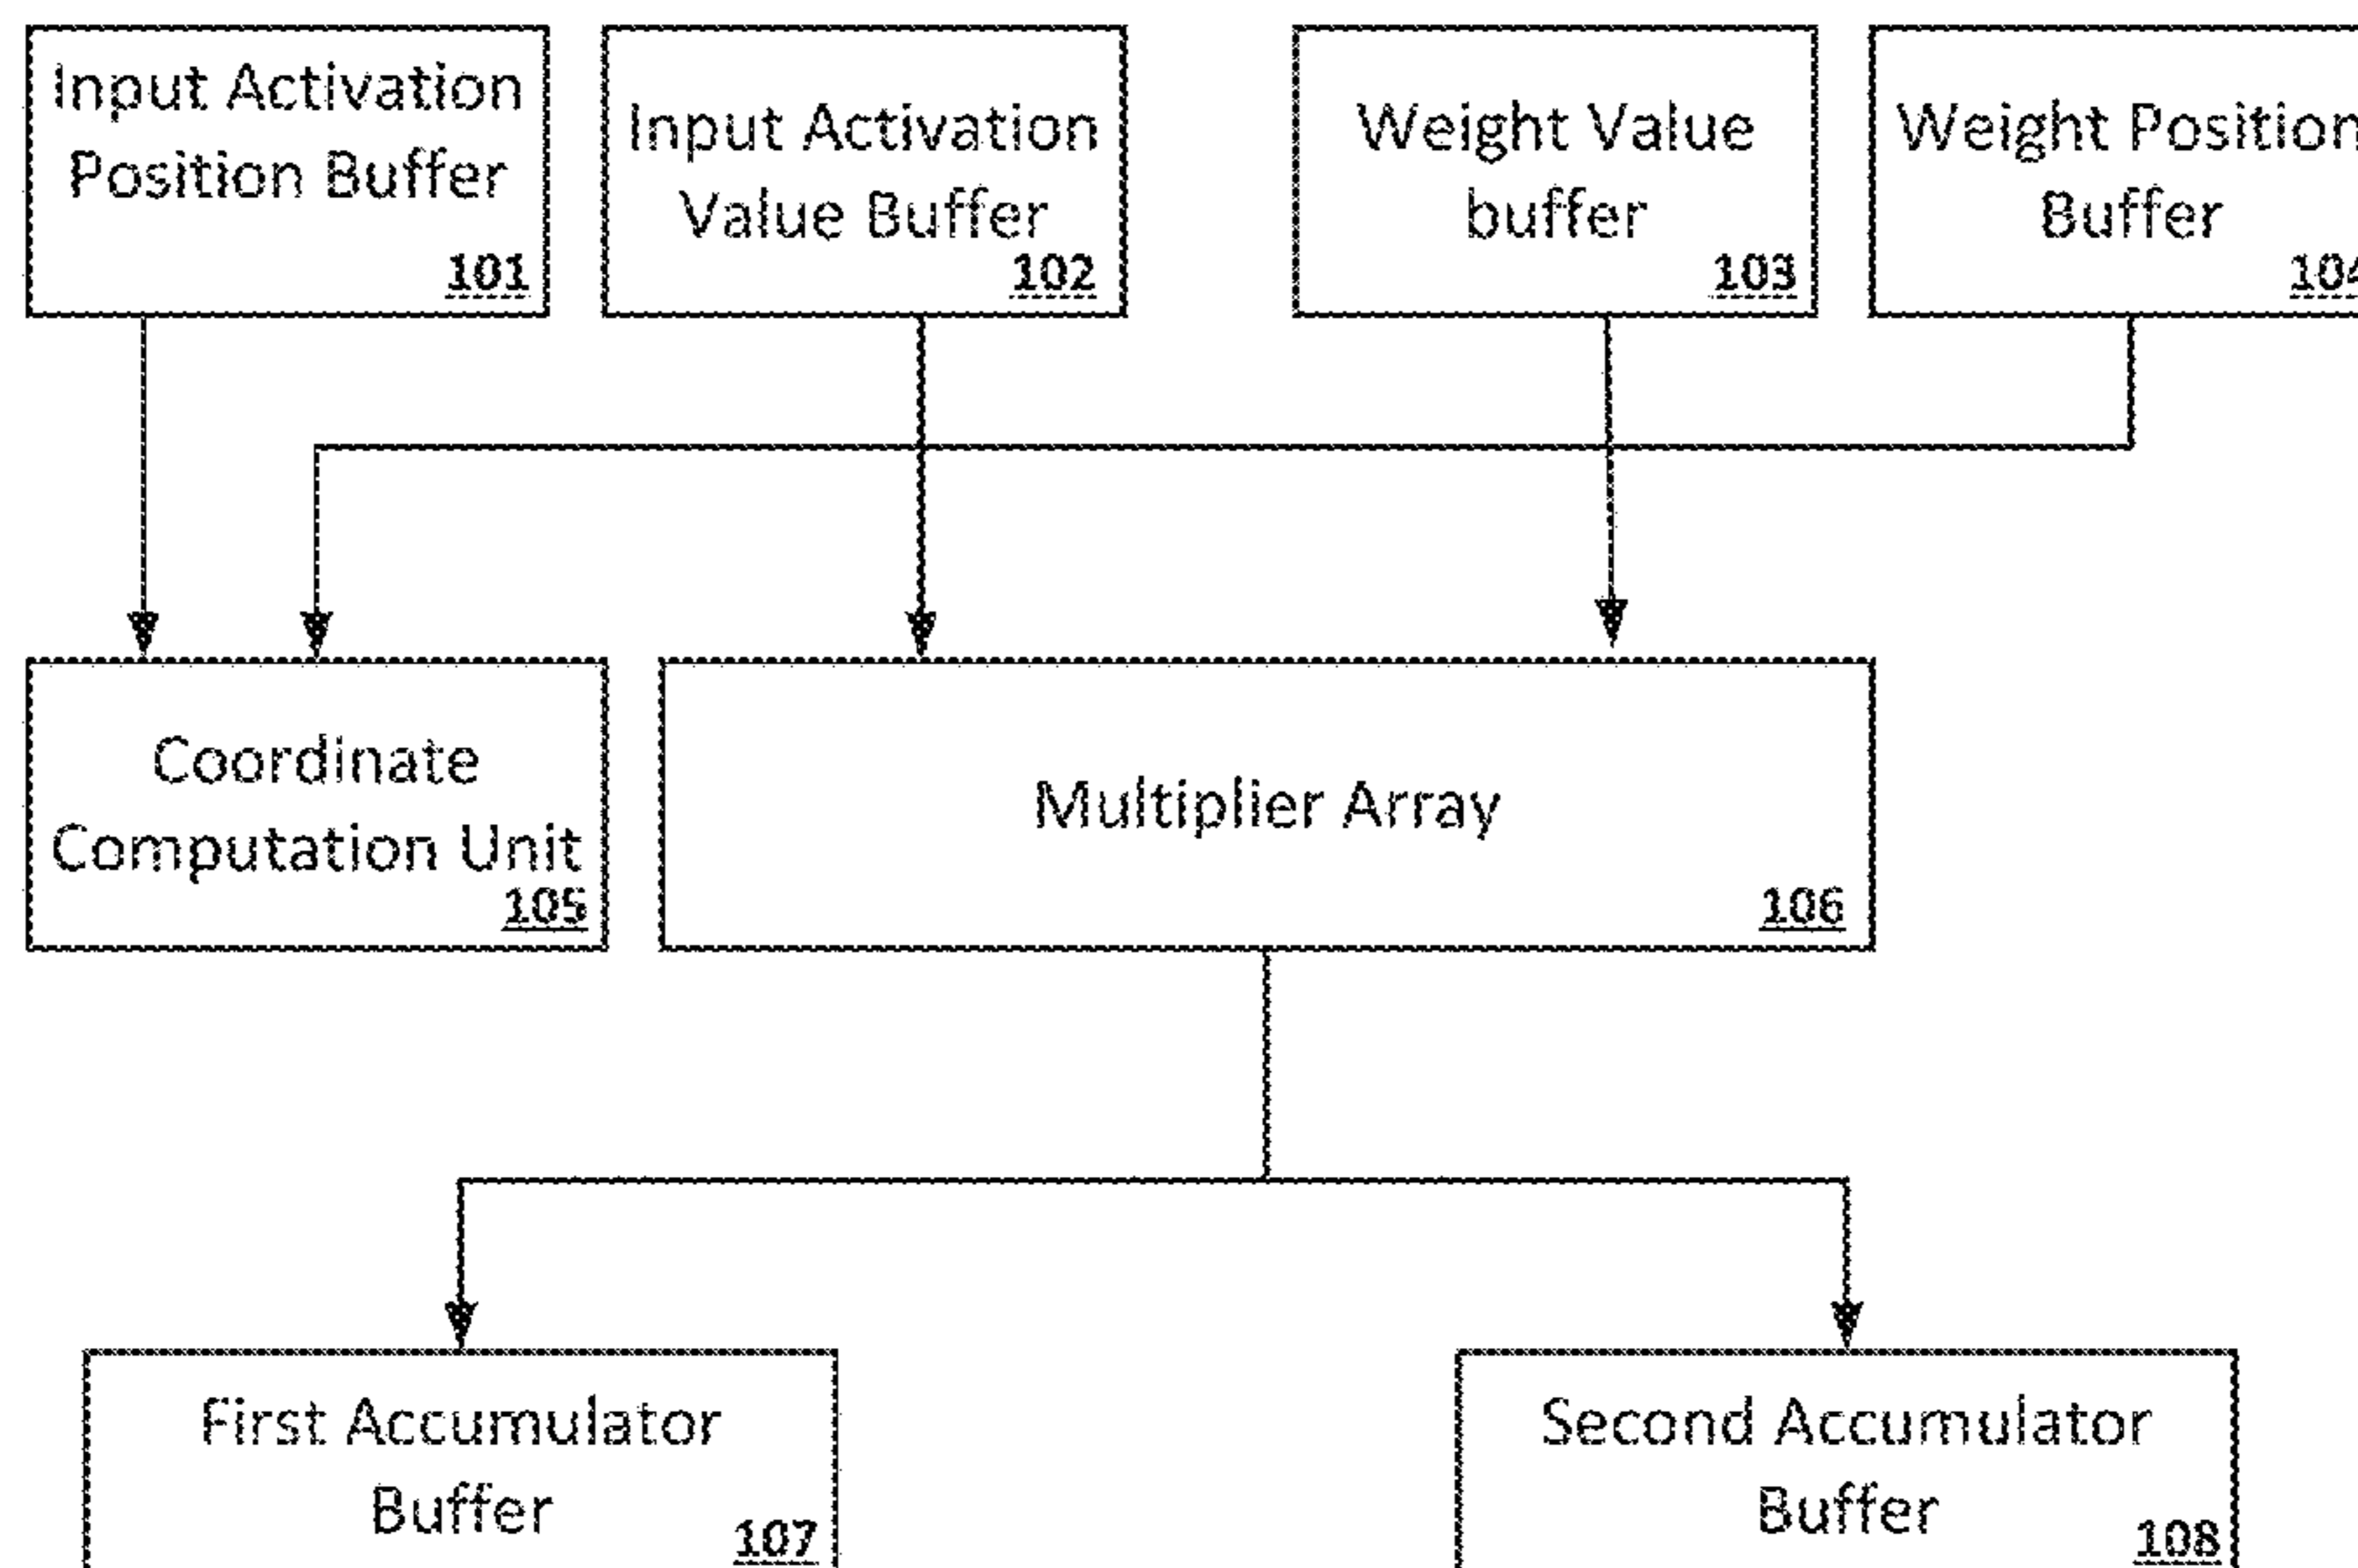 Input Activation
Position Buffer
101
Input Activation
Value Buffer
102
Weight Value
buffer
103
Weight Position
Buffer
104
Coordinate
Computation Unit
105
Multiplier Array
106
First Accumulator
Buffer
107
Second Accumulator
Buffer
108